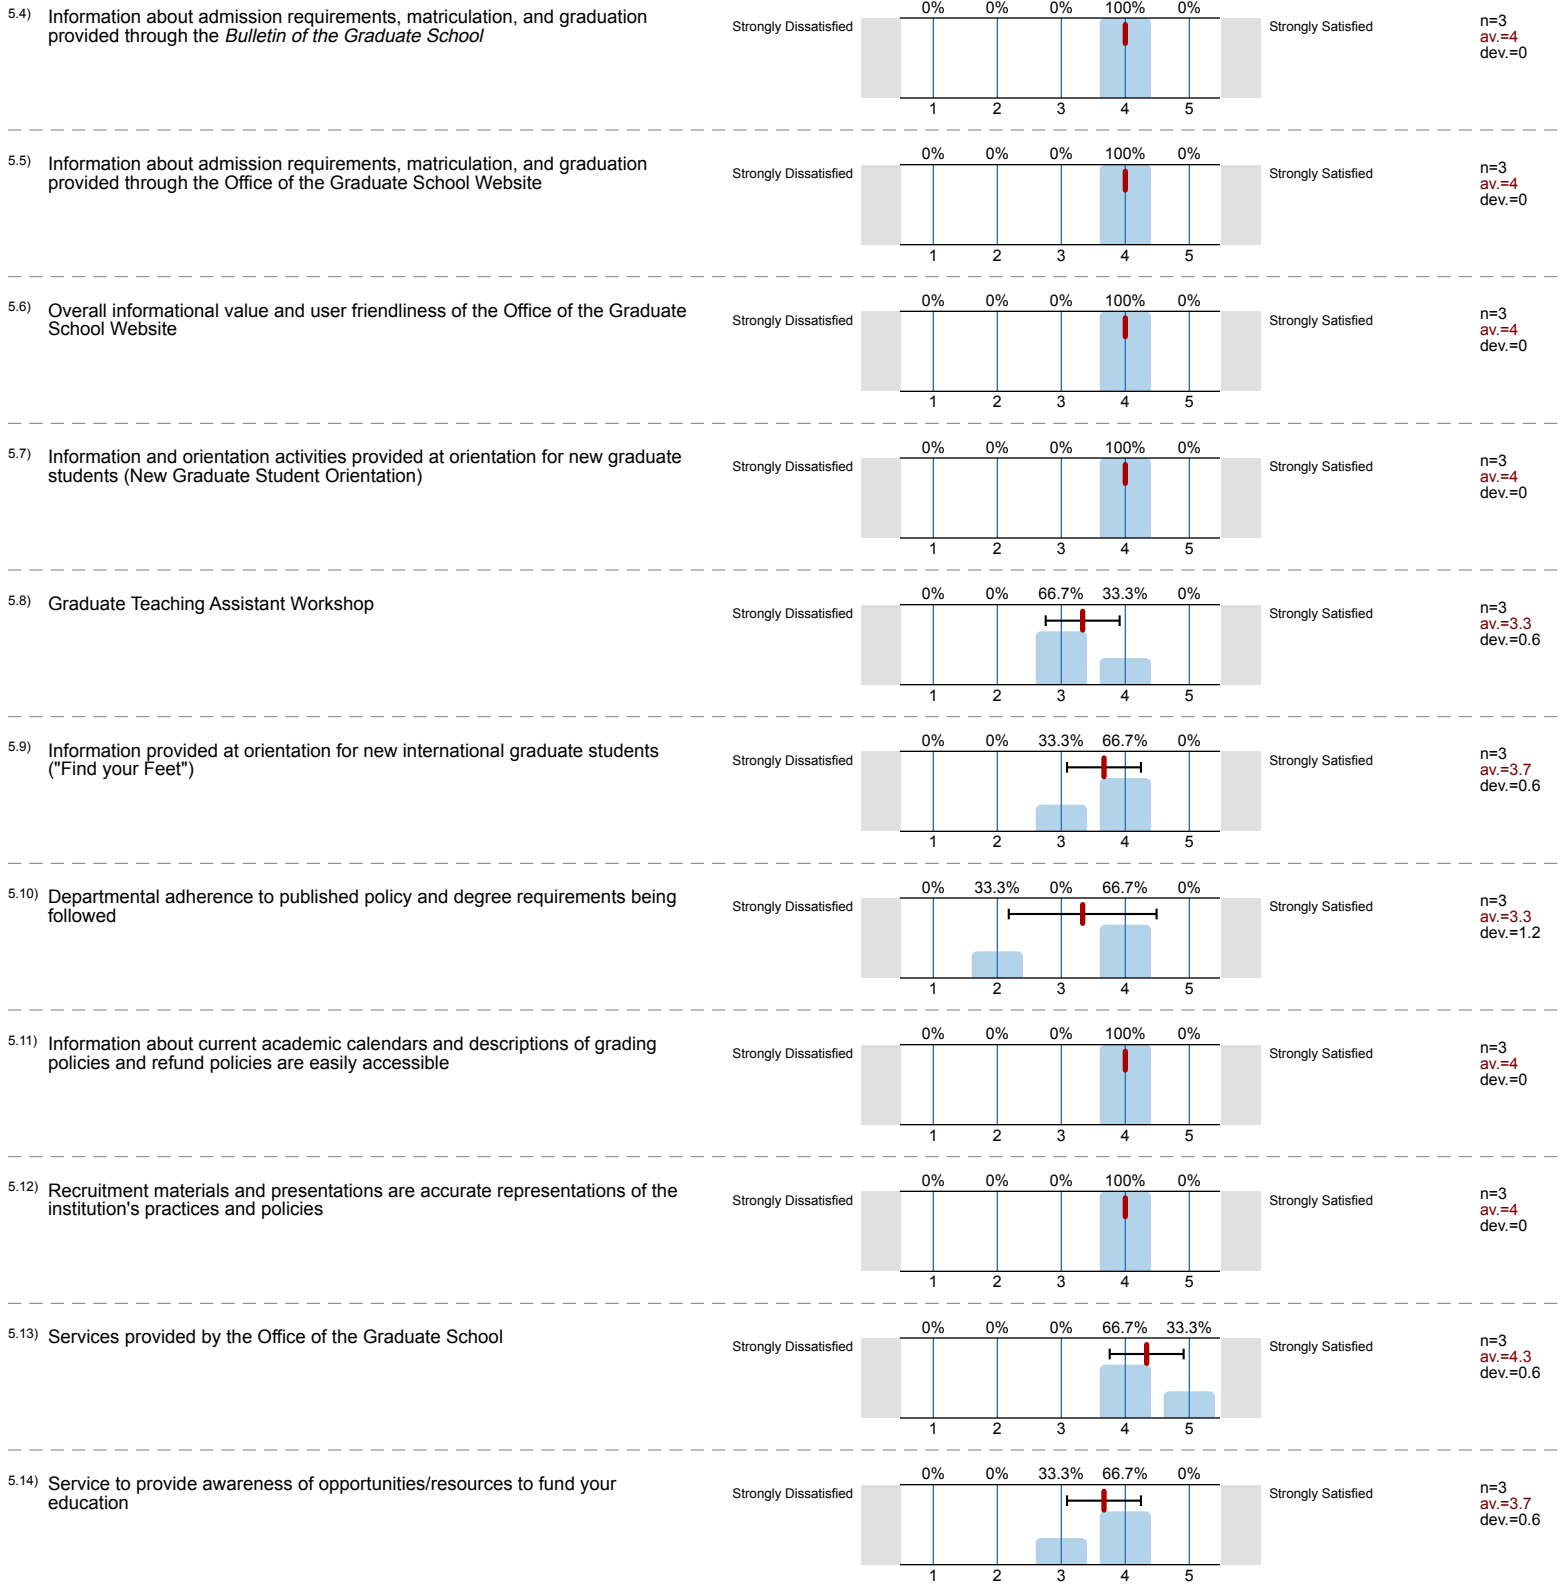 5.4) Information about admission requirements, matriculation, and graduation
provided through the Bulletin of the Graduate School
Strongly Dissatisfied
0% 0% 0% 100% 0%
1 2 3 4 5
Strongly Satisfied
n=3
av.=4
dev.=0
5.5) Information about admission requirements, matriculation, and graduation
provided through the Office of the Graduate School Website
Strongly Dissatisfied
0% 0% 0% 100% 0%
1 2 3 4 5
Strongly Satisfied
n=3
av.=4
dev.=0
5.6) Overall informational value and user friendliness of the Office of the Graduate
School Website
Strongly Dissatisfied
0% 0% 0% 100% 0%
1 2 3 4 5
Strongly Satisfied
n=3
av.=4
dev.=0
5.7) Information and orientation activities provided at orientation for new graduate
students (New Graduate Student Orientation)
Strongly Dissatisfied
0% 0% 0% 100% 0%
1 2 3 4 5
Strongly Satisfied
n=3
av.=4
dev.=0
5.8) Graduate Teaching Assistant Workshop
Strongly Dissatisfied
0% 0% 66.7% 33.3% 0%
1 2 3 4 5
Strongly Satisfied
n=3
av.=3.3
dev.=0.6
5.9) Information provided at orientation for new international graduate students
("Find your Feet")
Strongly Dissatisfied
0% 0% 33.3% 66.7% 0%
1 2 3 4 5
Strongly Satisfied
n=3
av.=3.7
dev.=0.6
5.10) Departmental adherence to published policy and degree requirements being
followed
Strongly Dissatisfied
0% 33.3% 0% 66.7% 0%
1 2 3 4 5
Strongly Satisfied
n=3
av.=3.3
dev.=1.2
5.11) Information about current academic calendars and descriptions of grading
policies and refund policies are easily accessible
Strongly Dissatisfied
0% 0% 0% 100% 0%
1 2 3 4 5
Strongly Satisfied
n=3
av.=4
dev.=0
5.12) Recruitment materials and presentations are accurate representations of the
institution's practices and policies
Strongly Dissatisfied
0% 0% 0% 100% 0%
1 2 3 4 5
Strongly Satisfied
n=3
av.=4
dev.=0
5.13) Services provided by the Office of the Graduate School
Strongly Dissatisfied
0% 0% 0% 66.7% 33.3%
1 2 3 4 5
Strongly Satisfied
n=3
av.=4.3
dev.=0.6
5.14) Service to provide awareness of opportunities/resources to fund your
education
Strongly Dissatisfied
0% 0% 33.3% 66.7% 0%
1 2 3 4 5
Strongly Satisfied
n=3
av.=3.7
dev.=0.6